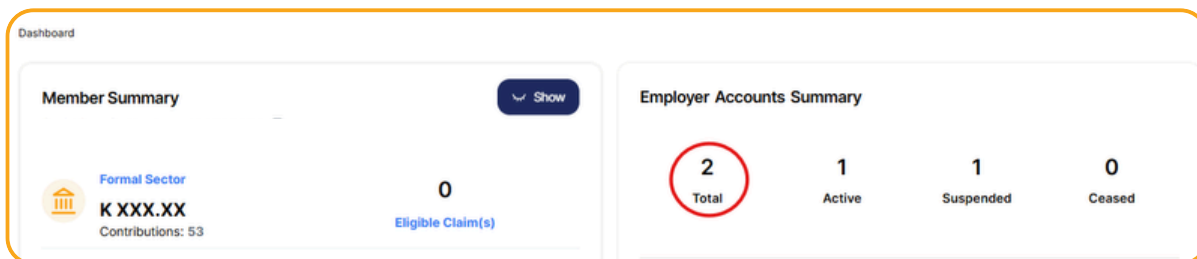 Dashboard
Member Summary
Show
Formal Sector
K XXX.XX
Contributions: 53
0
Eligible Claim(s)
Employer Accounts Summary
2 1 1 0
Total Active Suspended Ceased